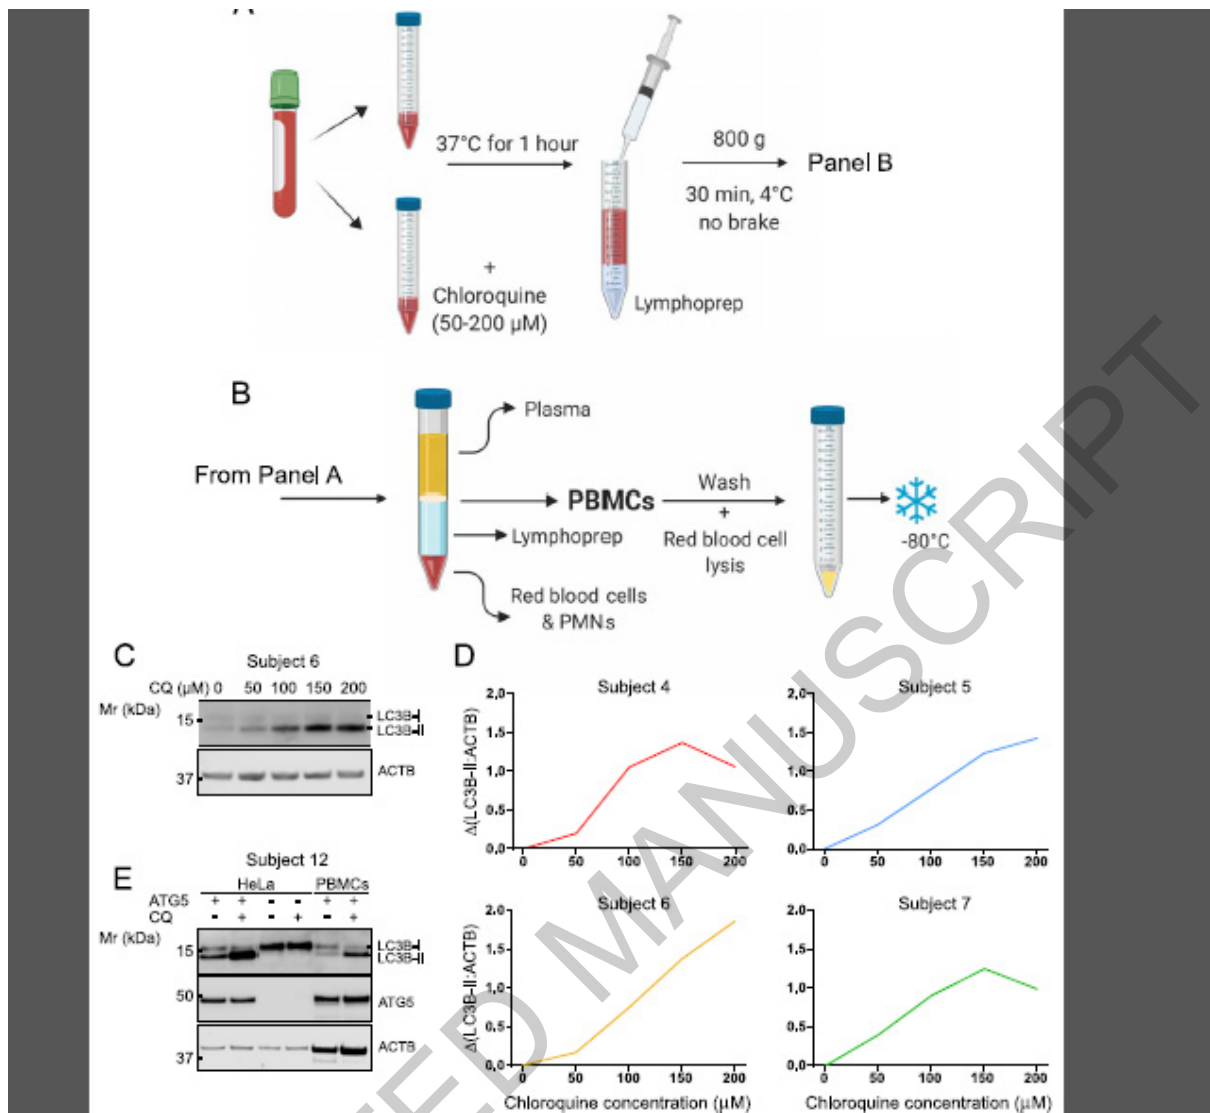 37°C for 1 hour
800 g
Panel B
30 min, 4°C
no brake
+
Chloroquine
(50-200 µM)
Lymphoprep
B
Plasma
From Panel A
PBMCs
Wash
+
Red blood cell
lysis
Lymphoprep
-80°C
Red blood cells
& PMNs
C
Subject 6
CQ (µM) 0 50 100 150 200
Mr (kDa)
15
LC3B-I
LC3B-II
37
ACTB
D
Subject 4
2.0
1.5
1.0
0.5
0.0
0 50 100 150 200
Δ(LC3B-II:ACTB)
Subject 5
2.0
1.5
1.0
0.5
0.0
0 50 100 150 200
E
Subject 12
HeLa PBMCs
ATG5 + + - - + +
CQ - + - + - +
Mr (kDa)
15
LC3B-I
LC3B-II
50
ATG5
ACTB
37
Subject 6
2.0
1.5
1.0
0.5
0.0
0 50 100 150 200
Δ(LC3B-II:ACTB)
Chloroquine concentration (µM)
Subject 7
2.0
1.5
1.0
0.5
0.0
0 50 100 150 200
Chloroquine concentration (µM)
TED MANUSCRIPT